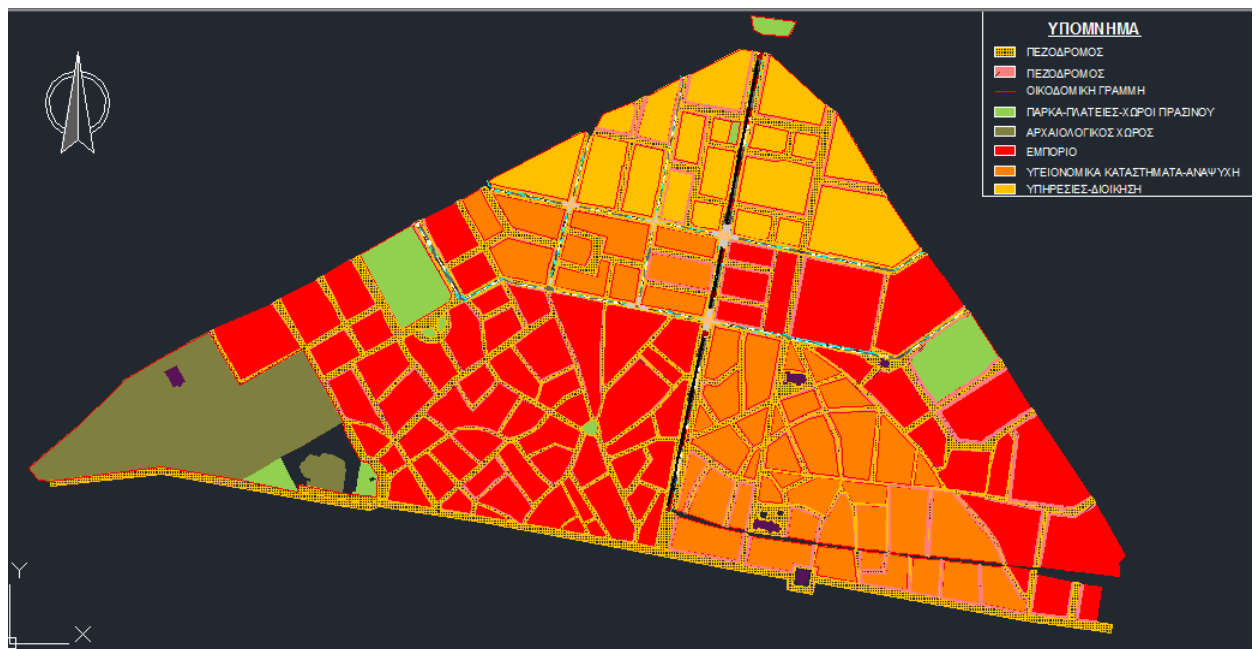 ΥΠΟΜΝΗΜΑ
ΠΕΖΟΔΡΟΜΟΣ
ΠΕΖΟΔΡΟΜΟΣ
ΟΙΚΟΔΟΜΙΚΗ ΓΡΑΜΜΗ
ΠΑΡΚΑ-ΠΛΑΤΕΙΕΣ-ΧΩΡΟΙ ΠΡΑΣΙΝΟΥ
ΑΡΧΑΙΟΛΟΓΙΚΟΣ ΧΩΡΟΣ
ΕΜΠΟΡΙΟ
ΥΓΕΙΟΝΟΜΙΚΑ ΚΑΤΑΣΤΗΜΑΤΑ-ΑΝΑΨΥΧΗ
ΥΠΗΡΕΣΙΕΣ-ΔΙΟΙΚΗΣΗ
Y
X